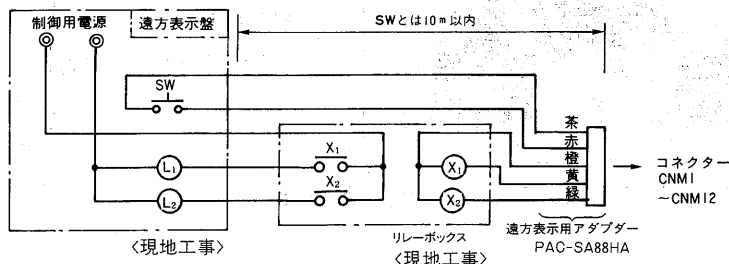 制御用電源
遠方表示盤
SWとは10m以内
SW
茶
赤
橙
黄
緑
L₁
X₁
X₁
L₂
X₂
X₂
コネクター
CNM1
~CNM12
リレーボックス
遠方表示用アダプター
PAC-SA88HA
〈現地工事〉
〈現地工事〉